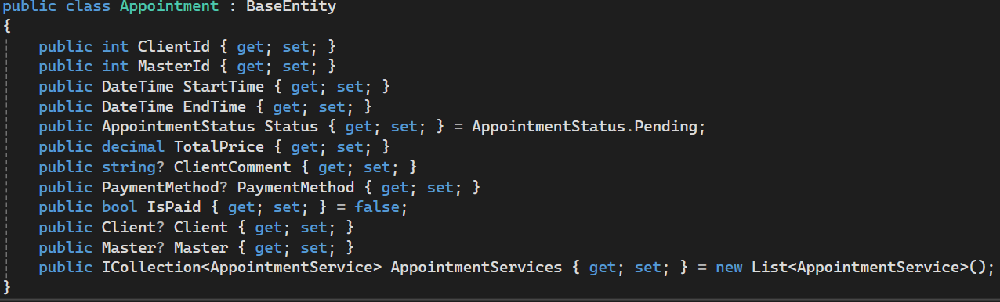 public class Appointment : BaseEntity
{
public int ClientId { get; set; }
public int MasterId { get; set; }
public DateTime StartTime { get; set; }
public DateTime EndTime { get; set; }
public AppointmentStatus Status { get; set; } = AppointmentStatus.Pending;
public decimal TotalPrice { get; set; }
public string? ClientComment { get; set; }
public PaymentMethod? PaymentMethod { get; set; }
public bool IsPaid { get; set; } = false;
public Client? Client { get; set; }
public Master? Master { get; set; }
public ICollection<AppointmentService> AppointmentServices { get; set; } = new List<AppointmentService>();
}